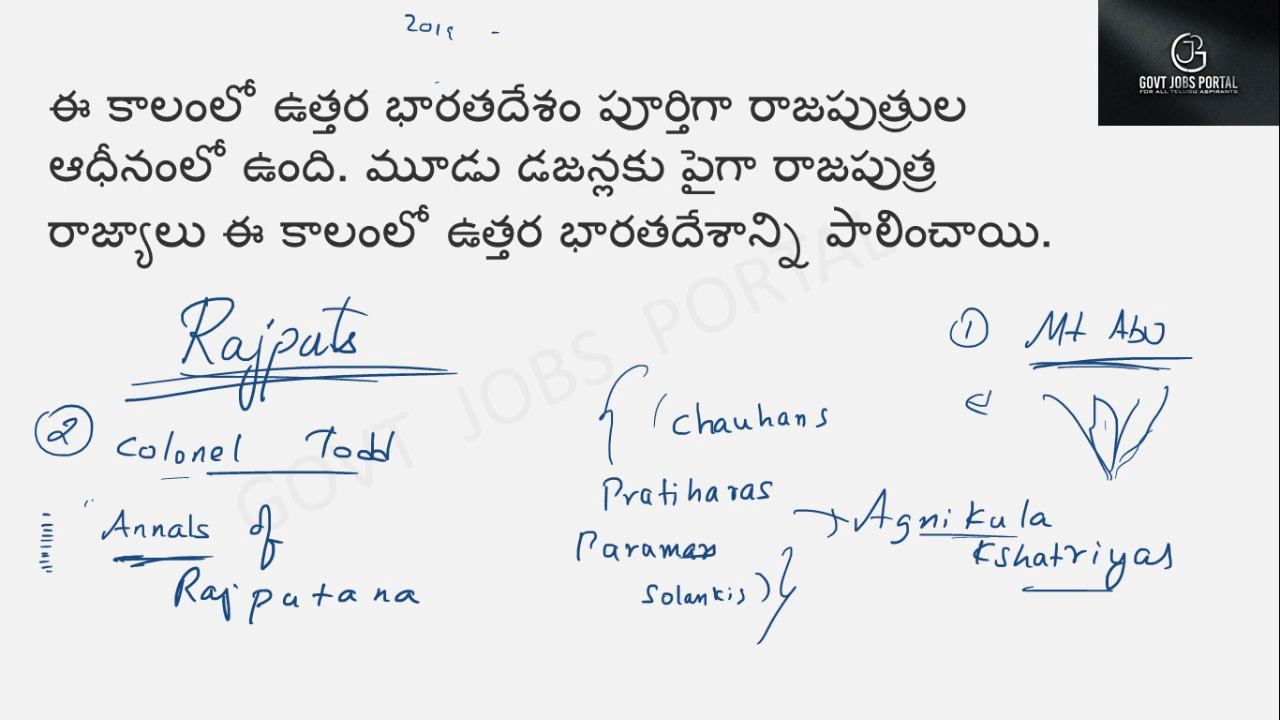 2019 -
GOVT JOBS PORTAL
FOR ALL TELUGU ASPIRANTS
ఈ కాలంలో ఉత్తర భారతదేశం పూర్తిగా రాజపుత్రుల
ఆధీనంలో ఉంది. మూడు డజన్లకు పైగా రాజపుత్ర
రాజ్యాలు ఈ కాలంలో ఉత్తర భారతదేశాన్ని పాలించాయి.
GOVT JOBS PORTAL
Rajputs
① Mt Abu
② Colonel Todd
Annals of
Rajputana
(Chauhans
Pratiharas
Paramars
Solankis)
→ Agnikula
Kshatriyas